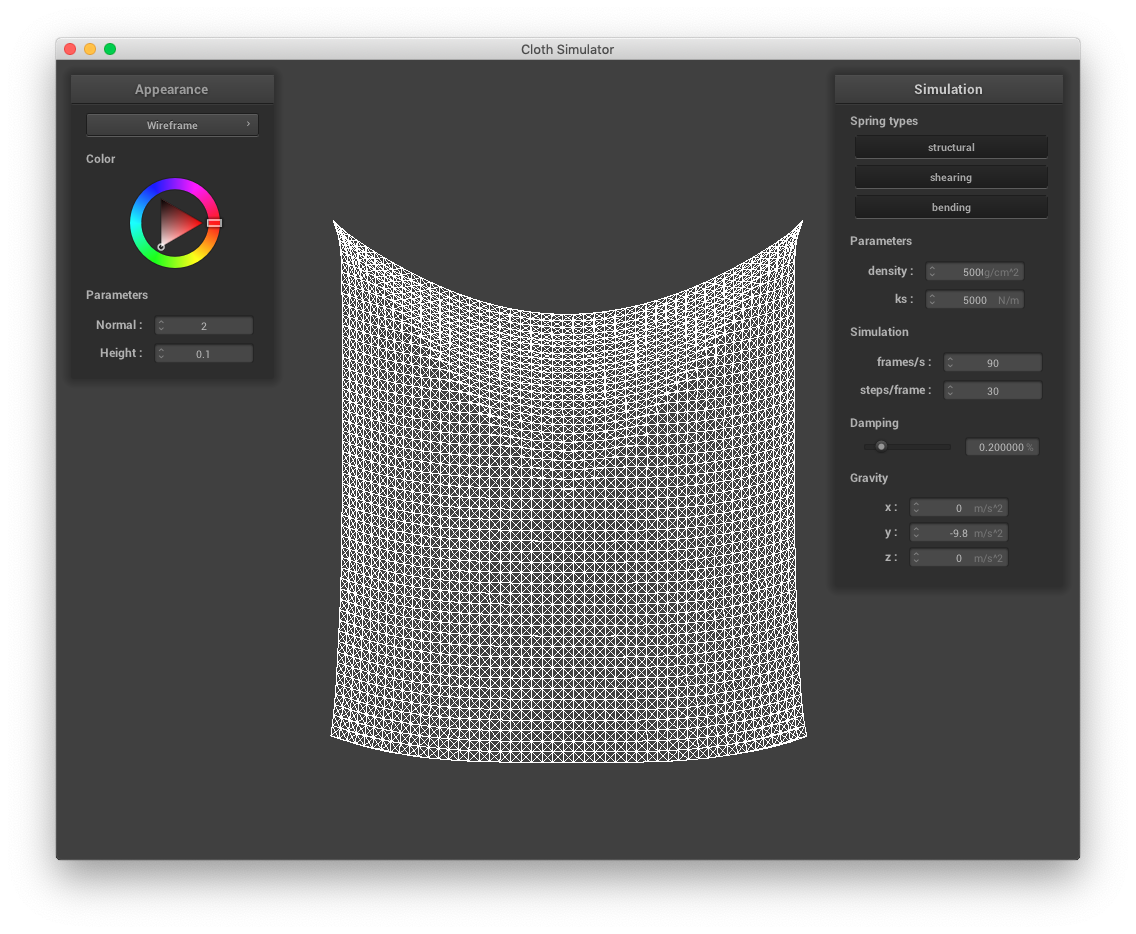 Cloth Simulator
Appearance
Wireframe
Color
Parameters
Normal : 2
Height : 0.1
Simulation
Spring types
structural
shearing
bending
Parameters
density : g/cm^2
ks : 5000 N/m
Simulation
frames/s : 90
steps/frame : 30
Damping
0.200000 %
Gravity
x : 0 m/s^2
y : -9.8 m/s^2
z : 0 m/s^2